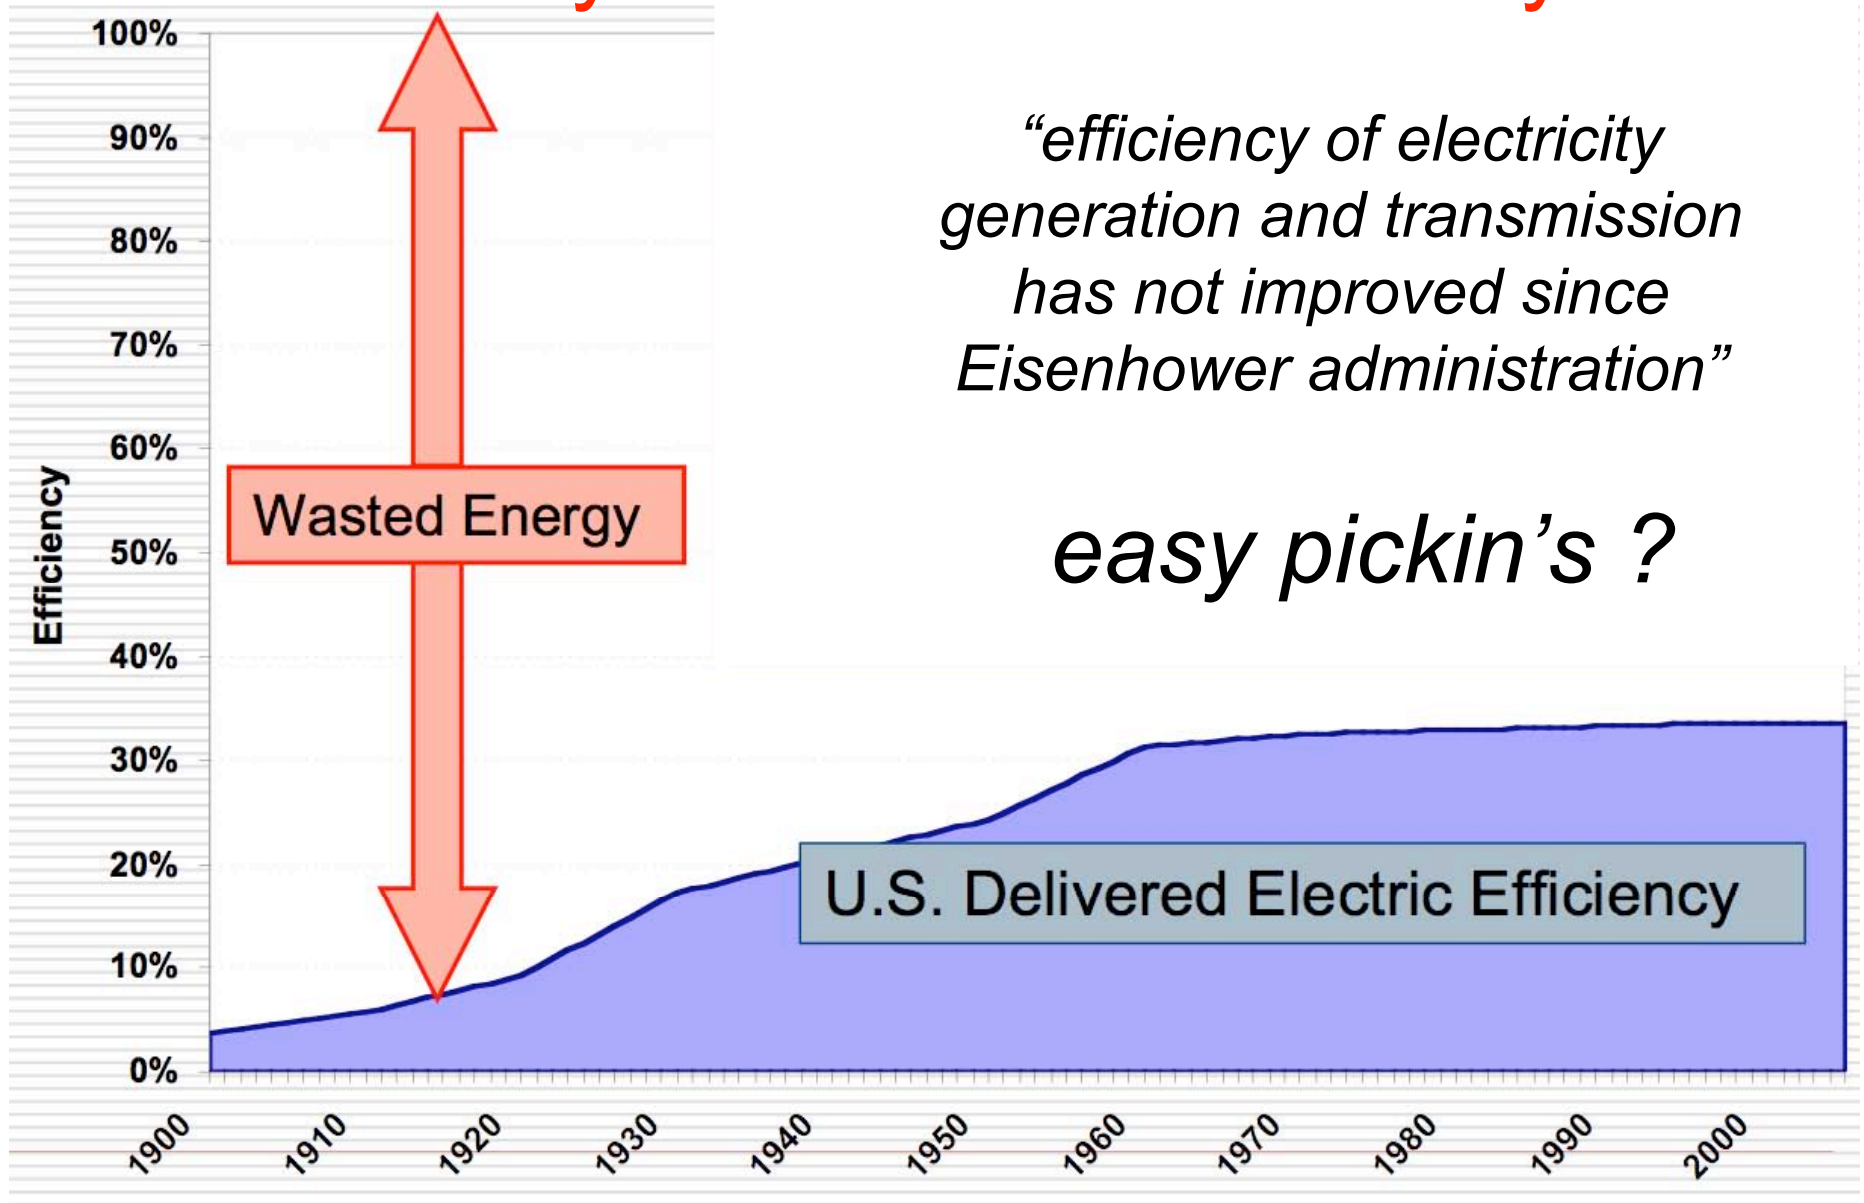 100%
90%
80%
70%
60%
50%
40%
30%
20%
10%
0%
Efficiency
Wasted Energy
“efficiency of electricity
generation and transmission
has not improved since
Eisenhower administration”
easy pickin’s ?
U.S. Delivered Electric Efficiency
1900 1910 1920 1930 1940 1950 1960 1970 1980 1990 2000